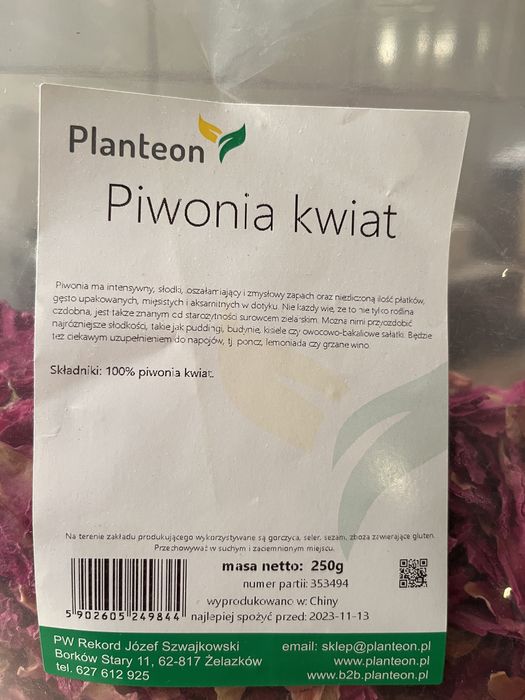 Planteon
Piwonia kwiat
Piwonia ma intensywny, słodki, oszałamiający i zmysłowy zapach oraz niezliczoną ilość płatków,
gęsto upakowanych, mięsistych i aksamitnych w dotyku. Nie każdy wie, że to nie tylko roślina
ozdobna, jest także znanym od starożytności surowcem zielarskim. Można nimi przyozdobić
najróżniejsze słodkości, takie jak puddingi, budynie, kisiele czy owocowo-bakaliowe sałatki. Będzie
też ciekawym uzupełnieniem do napojów, tj. poncz, lemoniada czy grzane wino.
Składniki: 100% piwonia kwiat.
Na terenie zakładu produkującego wykorzystywane są gorczyca, seler, sezam, zboża zawierające gluten.
Przechowywać w suchym i zaciemnionym miejscu.
masa netto: 250g
numer partii: 353494
wyprodukowano w: Chiny
najlepiej spożyć przed: 2023-11-13
5 902605 249844
PW Rekord Józef Szwajkowski
Borków Stary 11, 62-817 Żelazków
tel. 627 612 925
email: sklep@planteon.pl
www.planteon.pl
www.b2b.planteon.pl